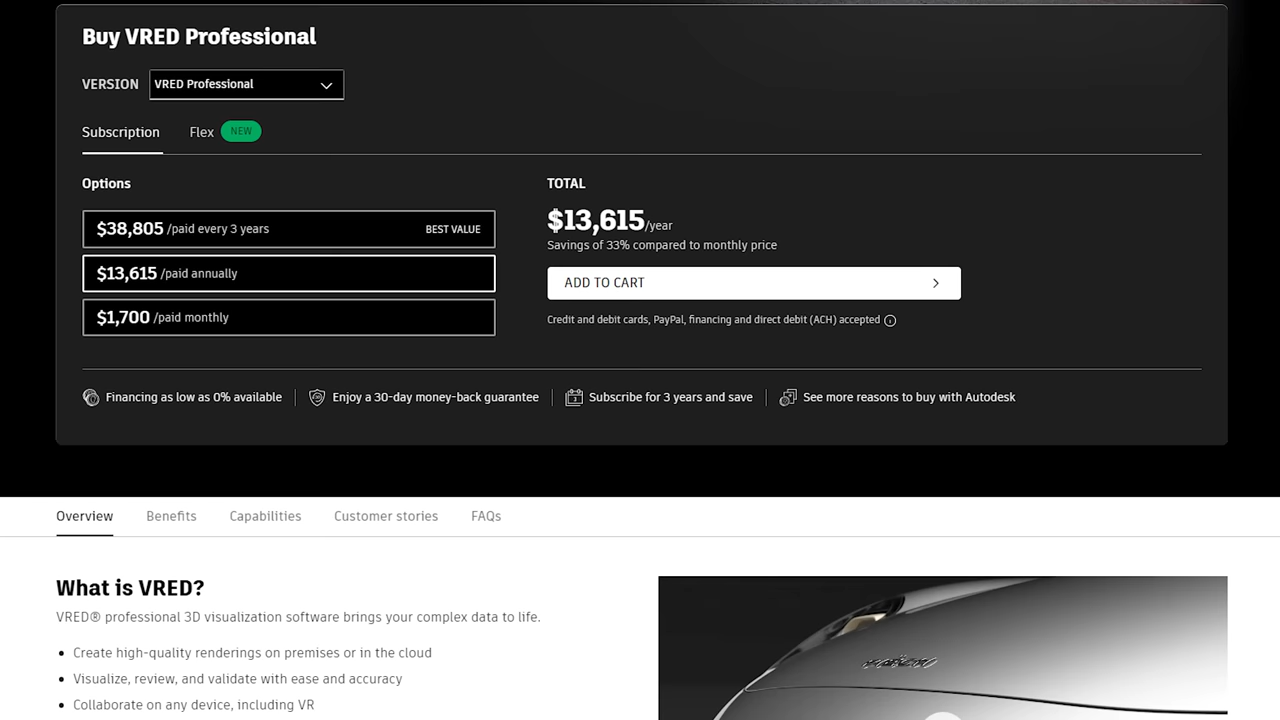 Buy VRED Professional
VERSION
VRED Professional
Subscription
Flex
NEW
Options
$38,805 /paid every 3 years
BEST VALUE
$13,615 /paid annually
$1,700 /paid monthly
TOTAL
$13,615/year
Savings of 33% compared to monthly price
ADD TO CART
Credit and debit cards, PayPal, financing and direct debit (ACH) accepted
Financing as low as 0% available
Enjoy a 30-day money-back guarantee
Subscribe for 3 years and save
See more reasons to buy with Autodesk
Overview
Benefits
Capabilities
Customer stories
FAQs
What is VRED?
VRED® professional 3D visualization software brings your complex data to life.
Create high-quality renderings on premises or in the cloud
Visualize, review, and validate with ease and accuracy
Collaborate on any device, including VR